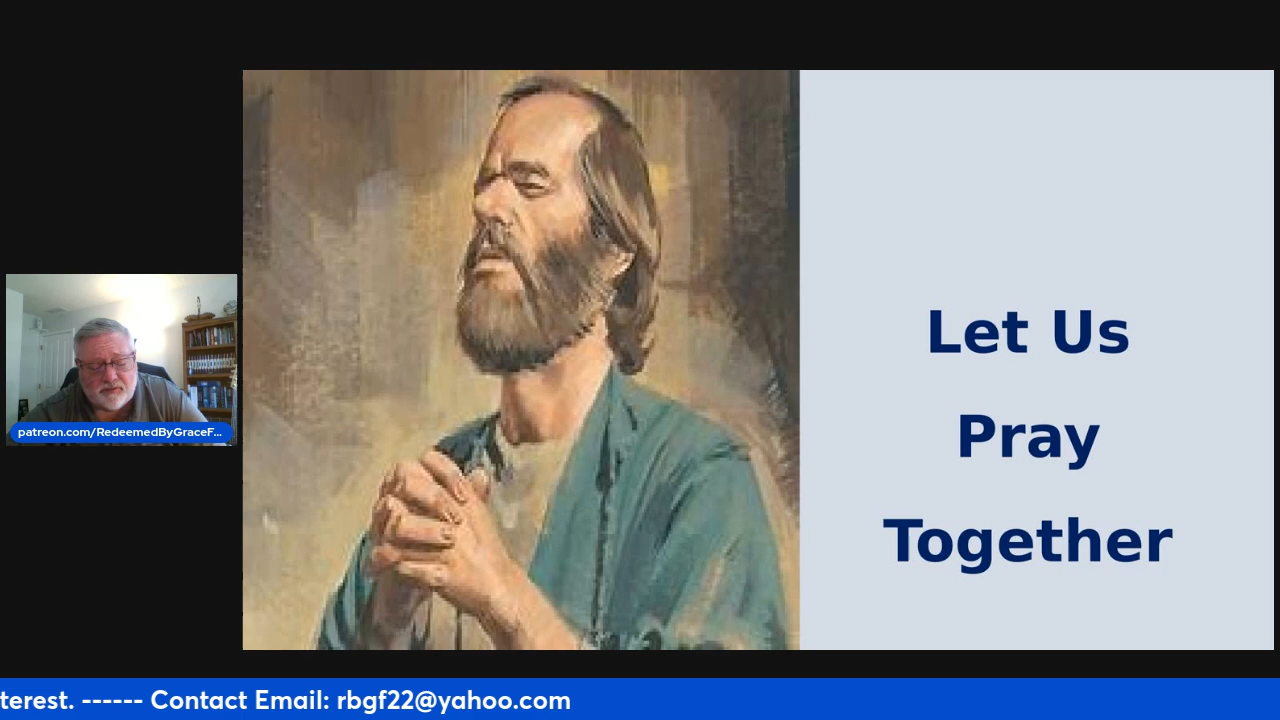 Let Us
Pray
Together
patreon.com/RedeemedByGraceF...
terest. ------ Contact Email: rbgf22@yahoo.com